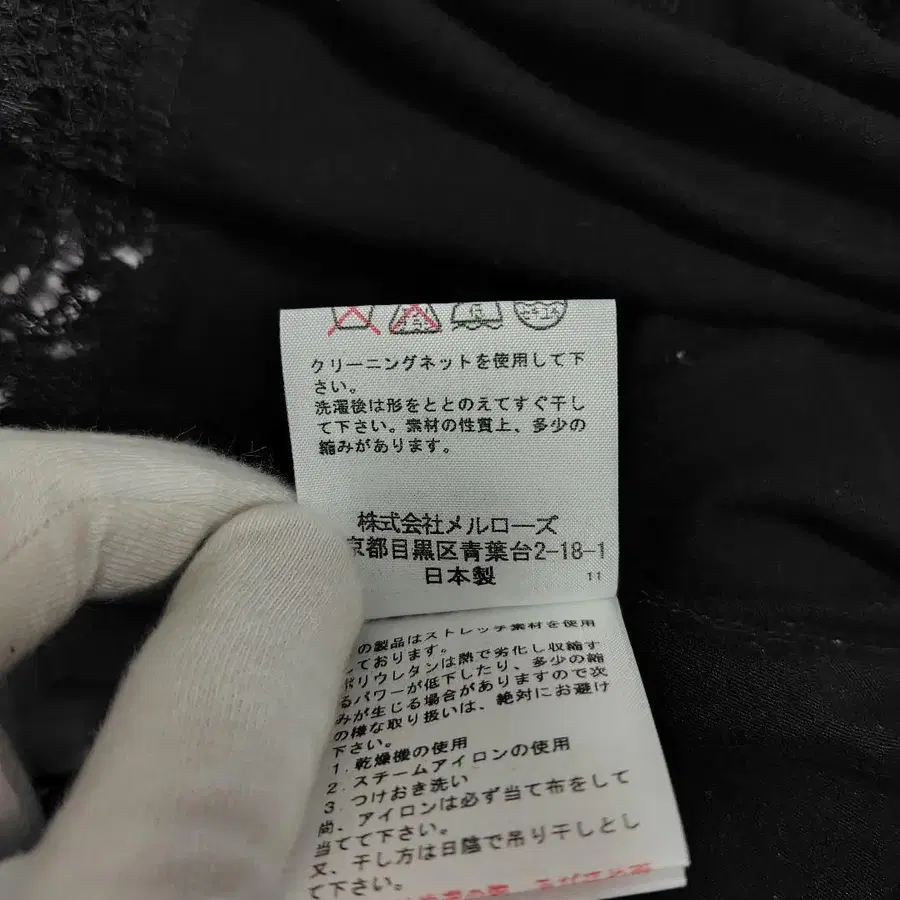 クリーニングネットを使用して下
さい。
洗濯後は形をととのえてすぐ干し
て下さい。素材の性質上、多少の
縮みがあります。
株式会社メルローズ
京都目黒区青葉台2-18-1
日本製
11
の製品はストレッチ素材を使用
ております。
ポリウレタンは熱で劣化し収縮す
るパワーが低下したり、多少の縮
みが生じる場合がありますので次
の様な取り扱いは、絶対にお避け
下さい。
1.乾燥機の使用
2.スチームアイロンの使用
3.つけおき洗い
尚、アイロンは必ず当て布をして
当てて下さい。
又、干し方は日陰で吊り干しとし
て下さい。